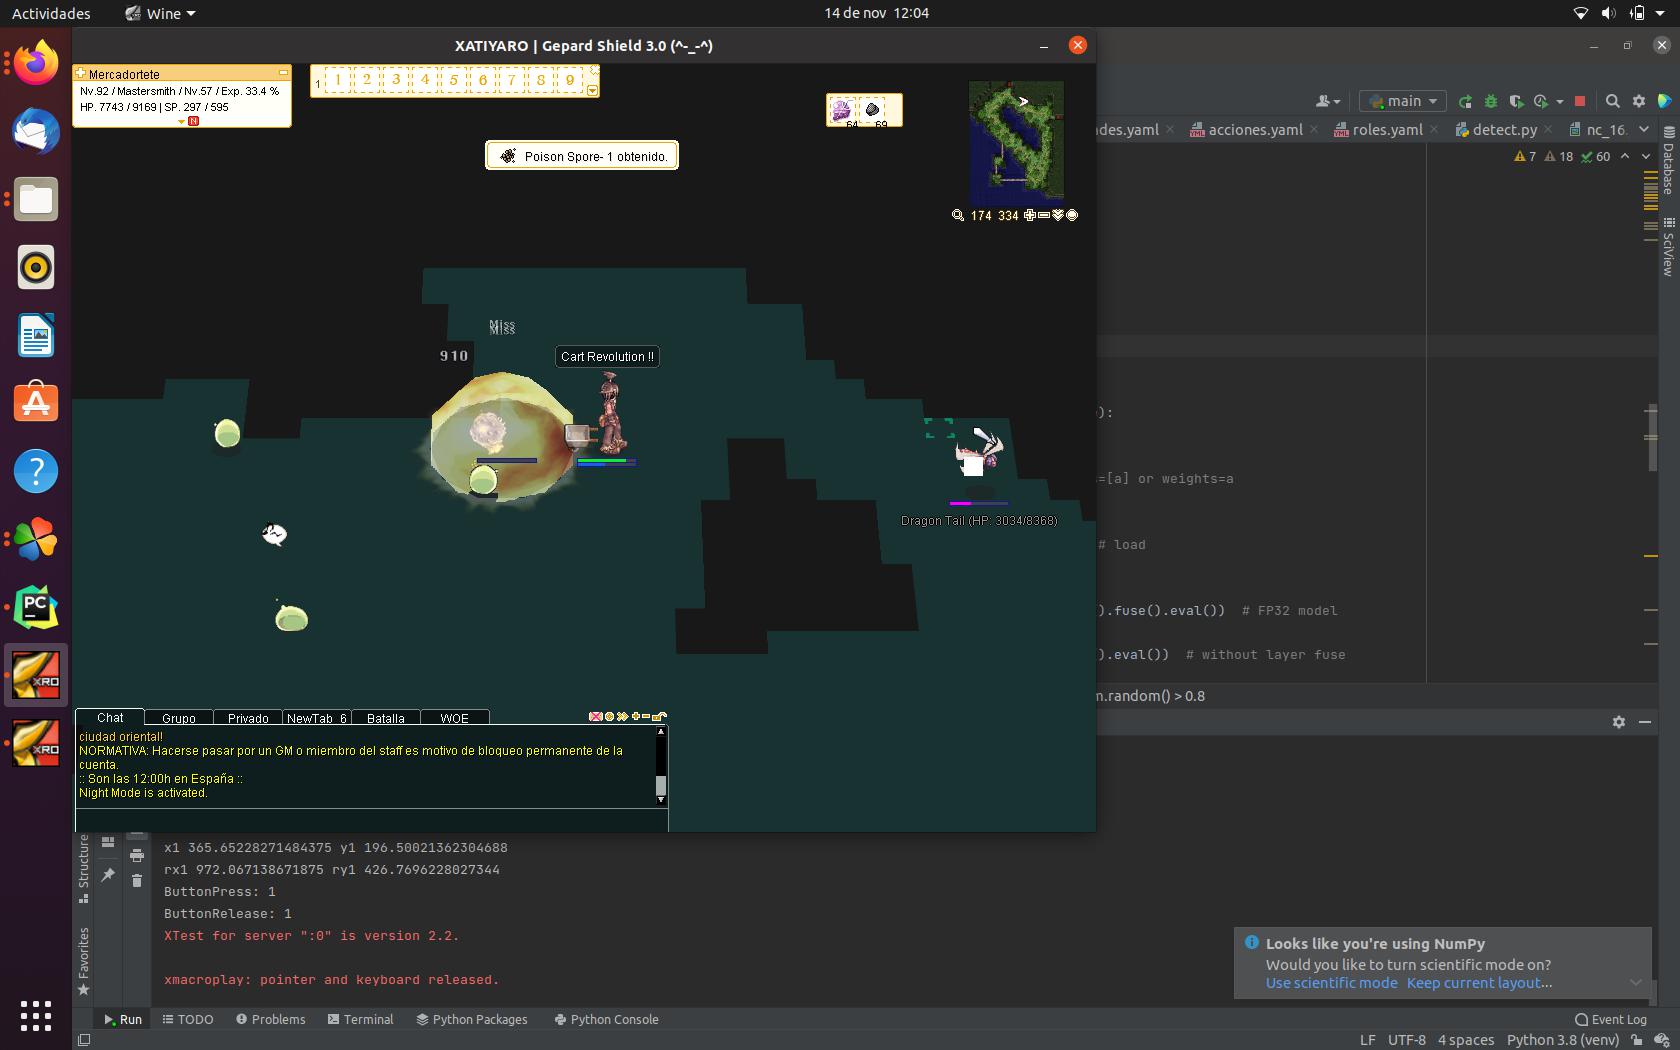 Actividades
Wine
14 de nov 12:04
XATIYARO | Gepard Shield 3.0 (^-_-^)
Mercadortete
Nv.92 / Mastersmith / Nv.57 / Exp. 33.4 %
HP. 7743 / 9169 | SP. 297 / 595
N
1 1 2 3 4 5 6 7 8 9
64 69
Poison Spore- 1 obtenido.
174 334
main
des.yaml
acciones.yaml
roles.yaml
detect.py
nc_16.
7 18 60
Database
SciView
Miss
Miss
910
Cart Revolution !!
Dragon Tail (HP: 3034/8368)
):
=[a] or weights=a
# load
).fuse().eval()) # FP32 model
).eval()) # without layer fuse
m.random() > 0.8
Chat
Grupo
Privado
NewTab_6
Batalla
WOE
ciudad oriental!
NORMATIVA: Hacerse pasar por un GM o miembro del staff es motivo de bloqueo permanente de la
cuenta.
:: Son las 12:00h en España ::
Night Mode is activated.
PC
XRO
XRO
Structure
Favorites
x1 365.65228271484375 y1 196.50021362304688
rx1 972.067138671875 ry1 426.7696228027344
ButtonPress: 1
ButtonRelease: 1
XTest for server ":0" is version 2.2.
xmacroplay: pointer and keyboard released.
Looks like you're using NumPy
Would you like to turn scientific mode on?
Use scientific mode Keep current layout...
Run
TODO
Problems
Terminal
Python Packages
Python Console
Event Log
LF UTF-8 4 spaces Python 3.8 (venv)